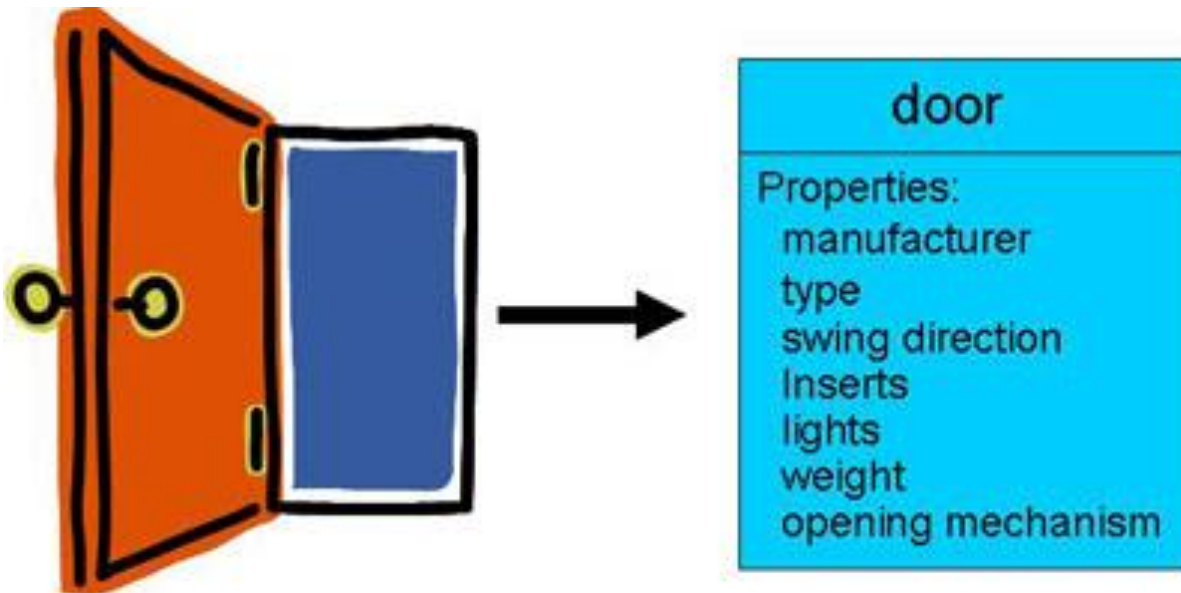 door
Properties:
manufacturer
type
swing direction
Inserts
lights
weight
opening mechanism